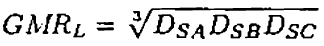 $GMR_L = \sqrt[3]{D_{SA} D_{SB} D_{SC}}$